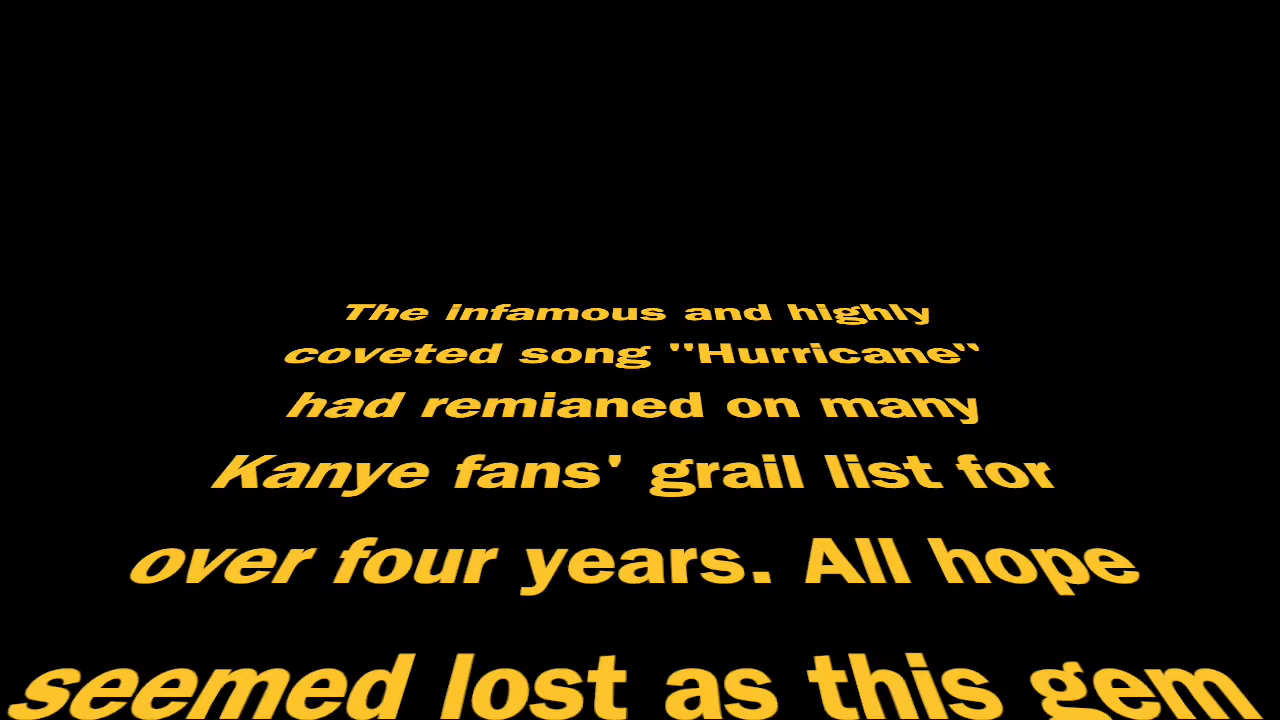 The infamous and highly
coveted song "Hurricane"
had remianed on many
Kanye fans' grail list for
over four years. All hope
seemed lost as this gem